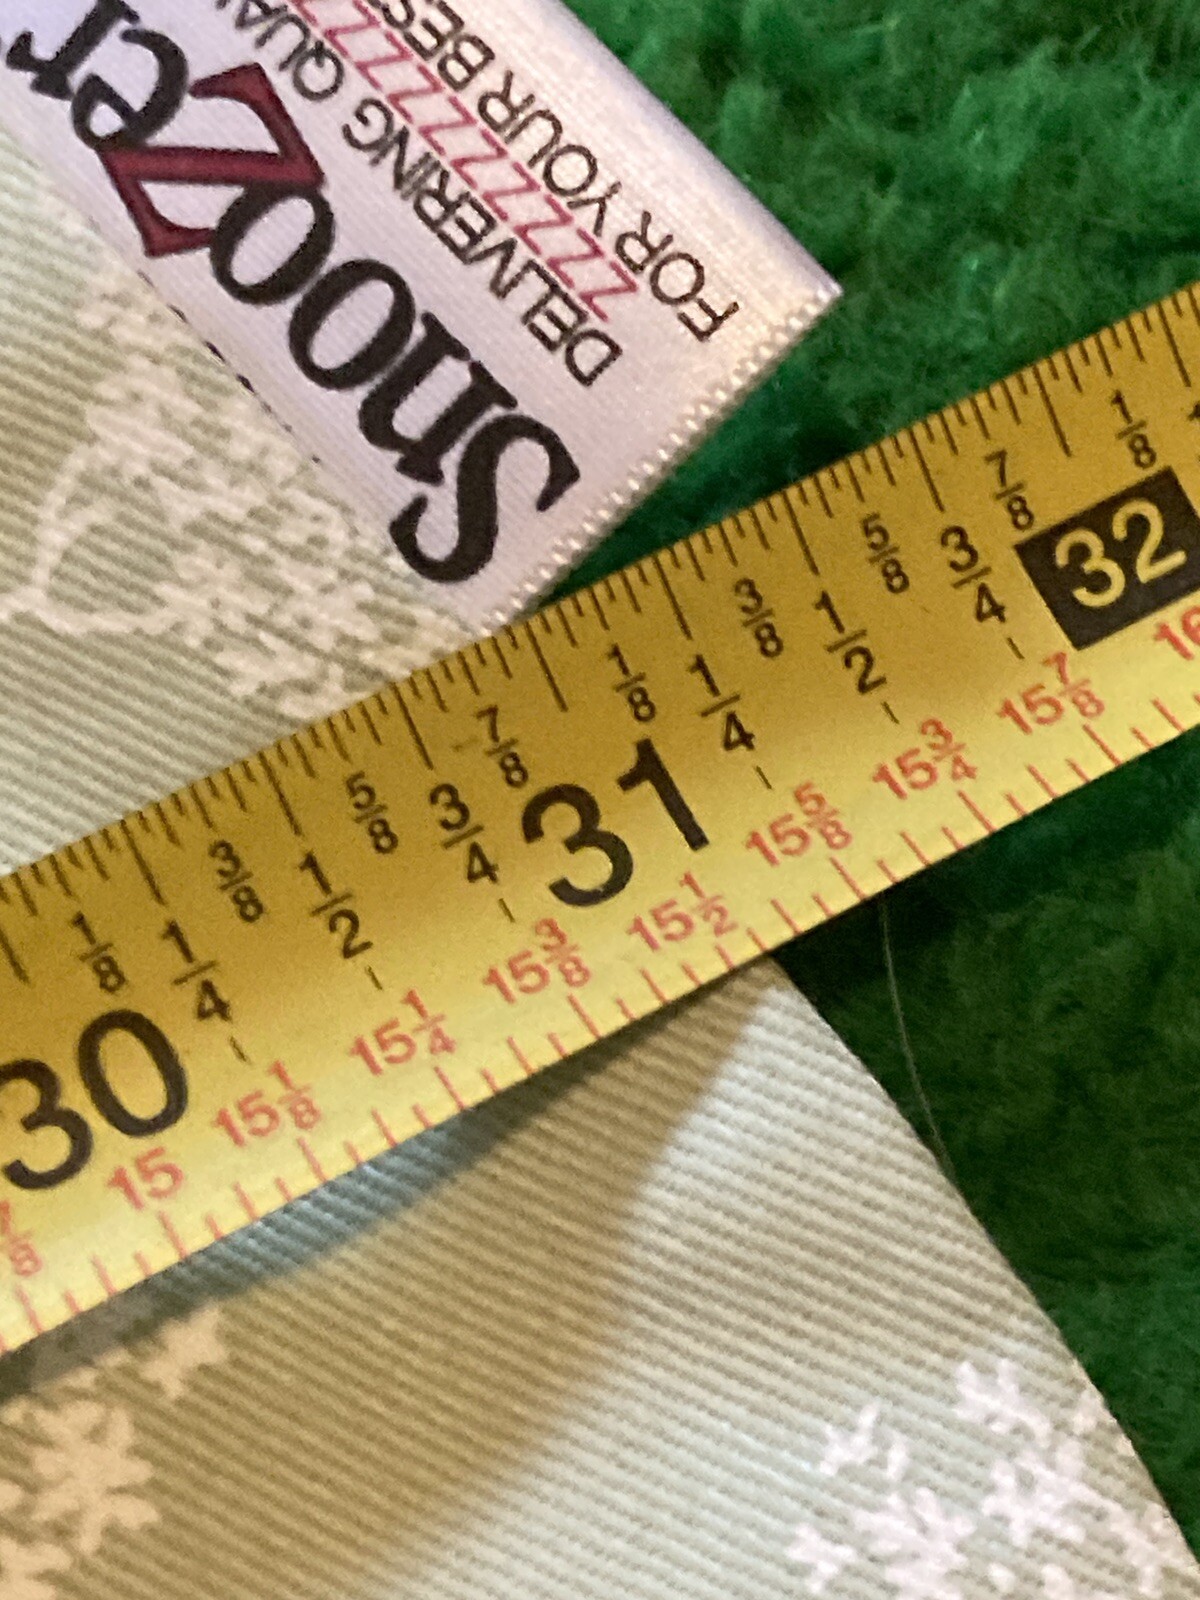 SnooZer
DELIVERING
ZZZZZZZZZZ
FOR YOUR
1/8 1/4 3/8 1/2 5/8 3/4 7/8 1/8 1/4 3/8 1/2 5/8 3/4 7/8 1/8
30 31 32
15 15 1/8 15 1/4 15 3/8 15 1/2 15 5/8 15 3/4 15 7/8 16